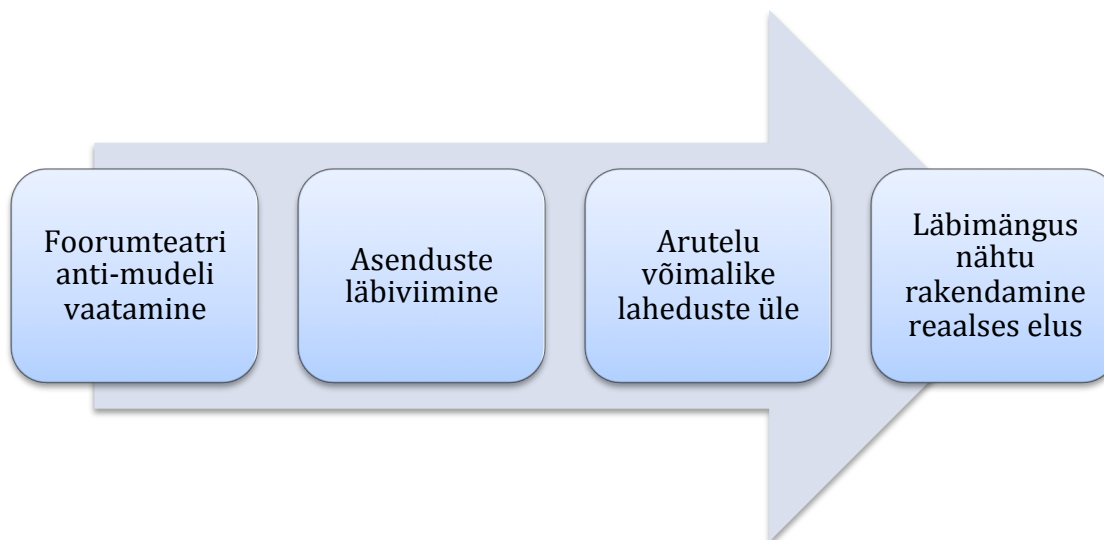 Foorumteatri
anti-mudeli
vaatamine
Asenduste
läbiviimine
Arutelu
võimalike
laheduste üle
Läbimängus
nähtu
rakendamine
reaalses elus